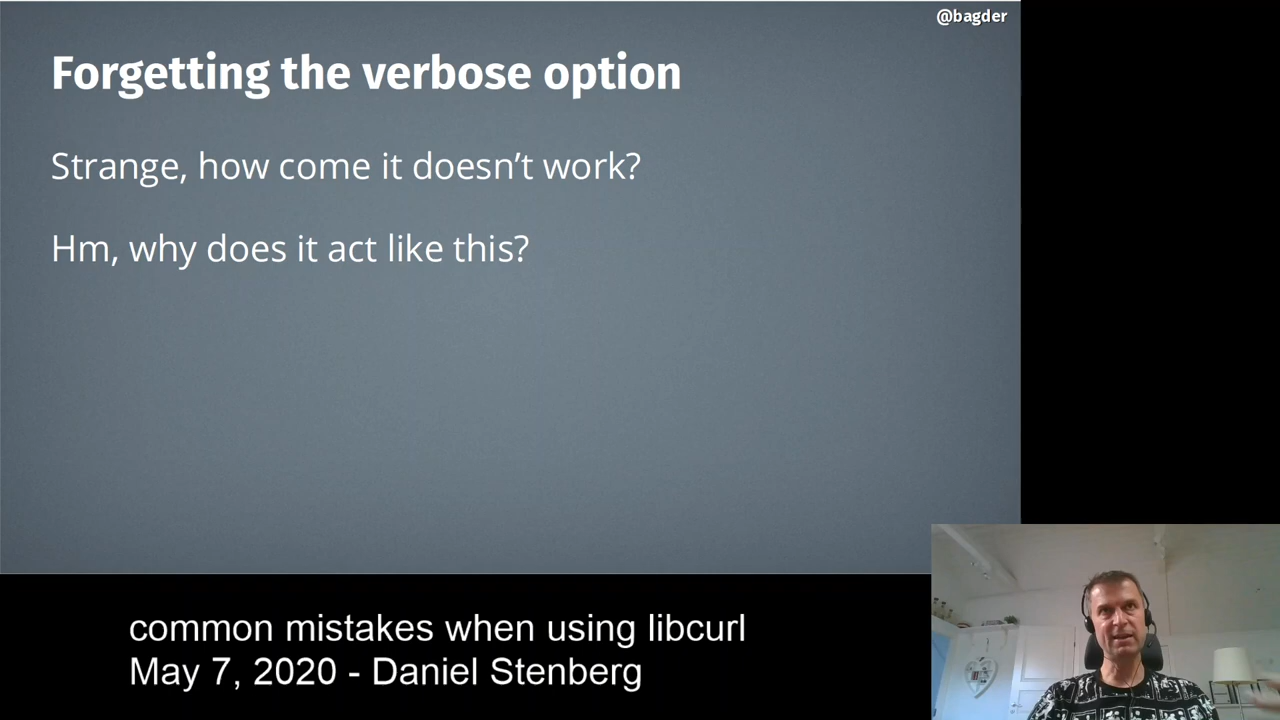 @bagder
Forgetting the verbose option
Strange, how come it doesn’t work?
Hm, why does it act like this?
common mistakes when using libcurl
May 7, 2020 - Daniel Stenberg